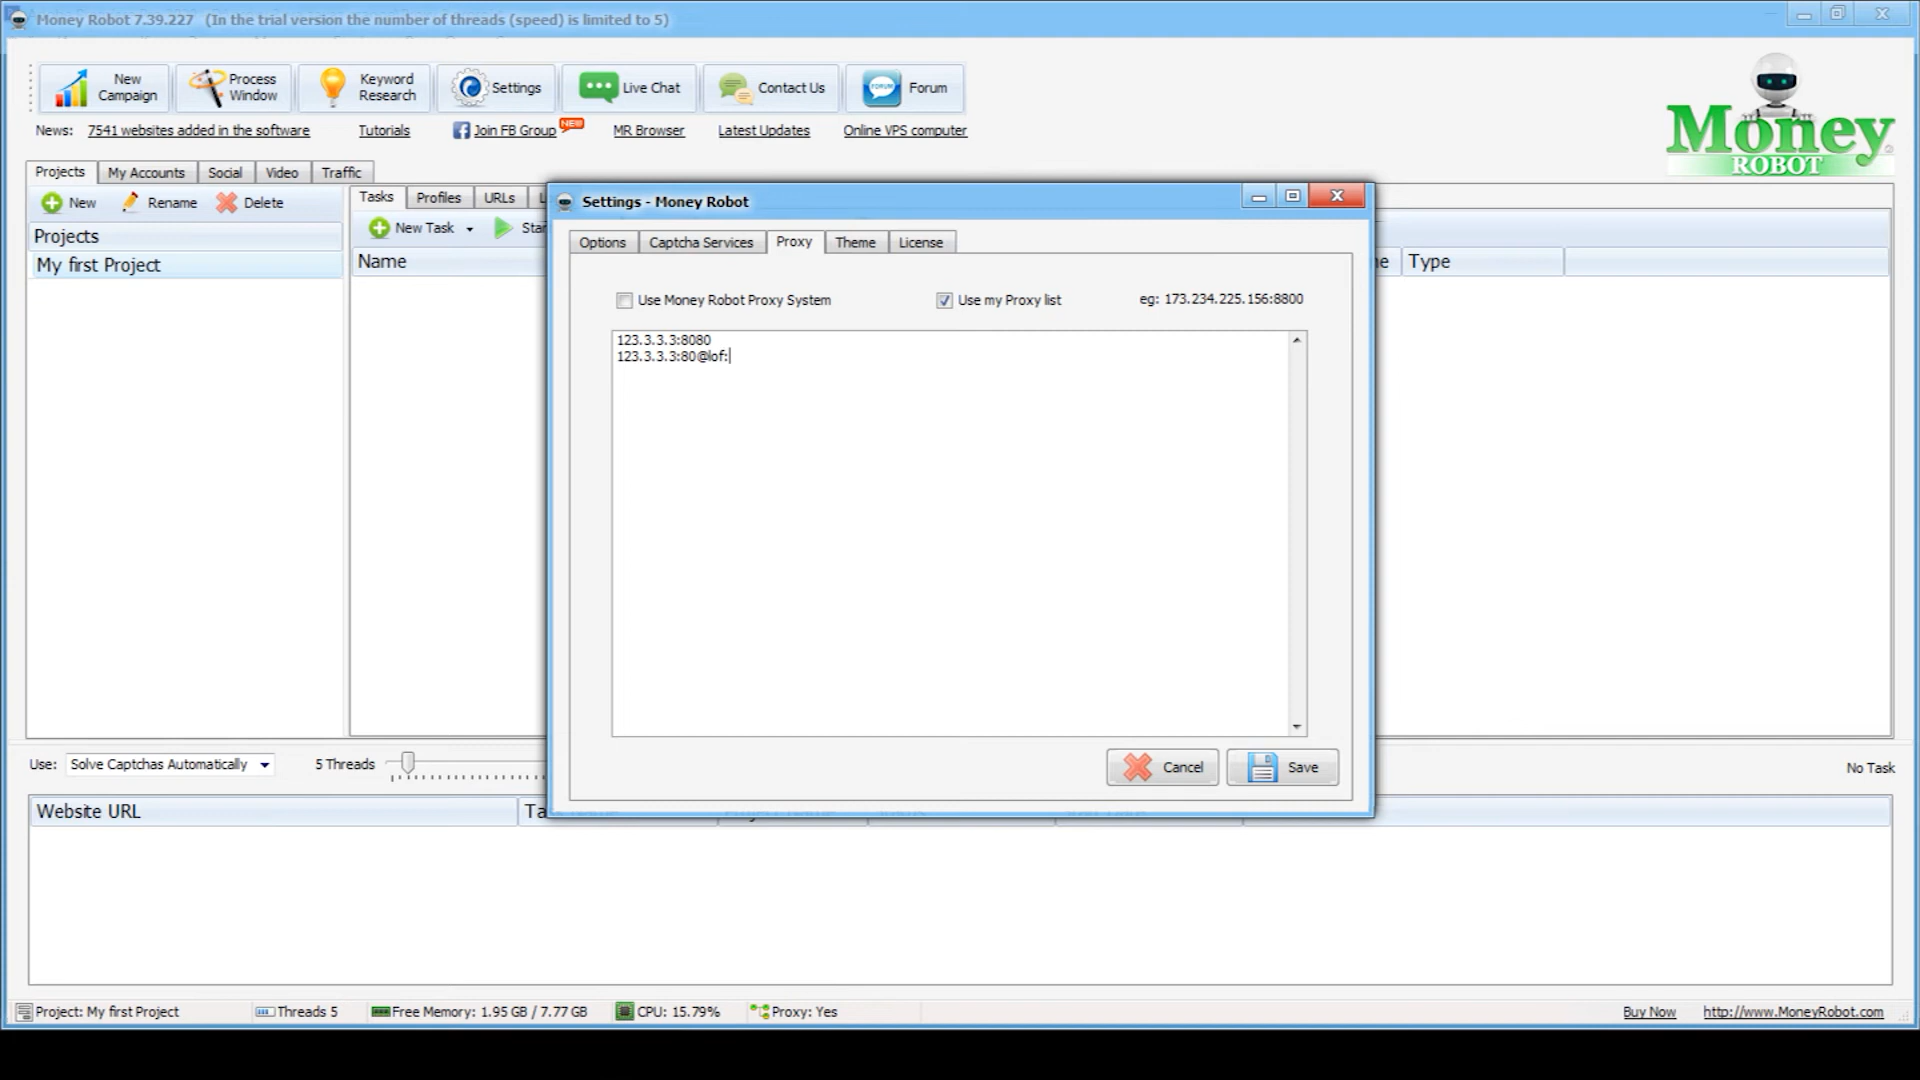 Money Robot 7.39.227 (In the trial version the number of threads (speed) is limited to 5)
New Campaign
Process Window
Keyword Research
Settings
Live Chat
Contact Us
FORUM
Forum
News: 7541 websites added in the software
Tutorials
Join FB Group
NEW
MR Browser
Latest Updates
Online VPS computer
Money
ROBOT
Projects My Accounts Social Video Traffic
New Rename Delete
Projects
My first Project
Tasks Profiles URLs
New Task
Name
Type
Settings - Money Robot
Options Captcha Services Proxy Theme License
Use Money Robot Proxy System
Use my Proxy list
eg: 173.234.225.156:8800
123.3.3.3:8080
123.3.3.3:80@lof:
Cancel
Save
Use: Solve Captchas Automatically
5 Threads
No Task
Website URL
Project: My first Project
Threads 5
Free Memory: 1.95 GB / 7.77 GB
CPU: 15.79%
Proxy: Yes
Buy Now
http://www.MoneyRobot.com